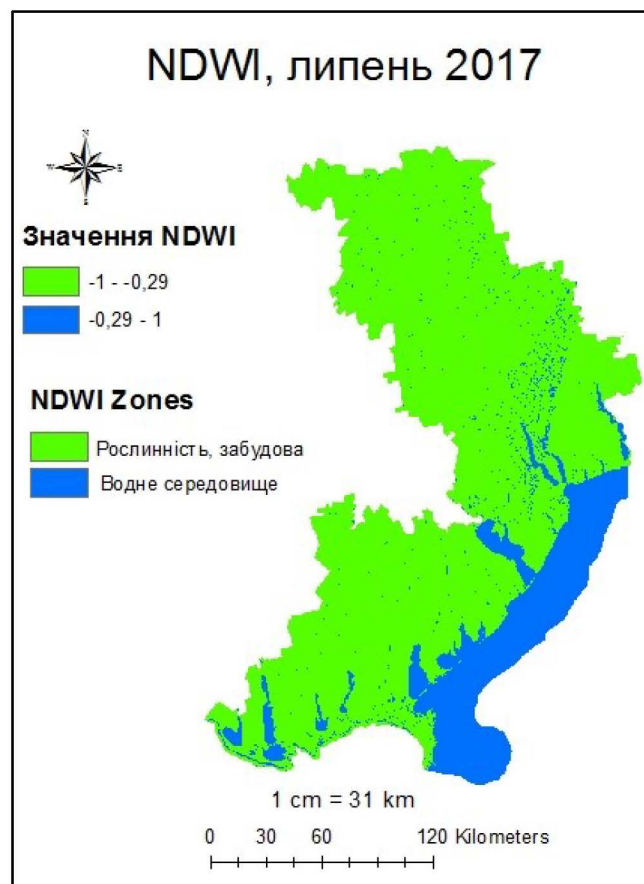 NDWI, липень 2017
N
W E
S
Значення NDWI
-1 - -0,29
-0,29 - 1
NDWI Zones
Рослинність, забудова
Водне середовище
1 cm = 31 km
0 30 60 120 Kilometers